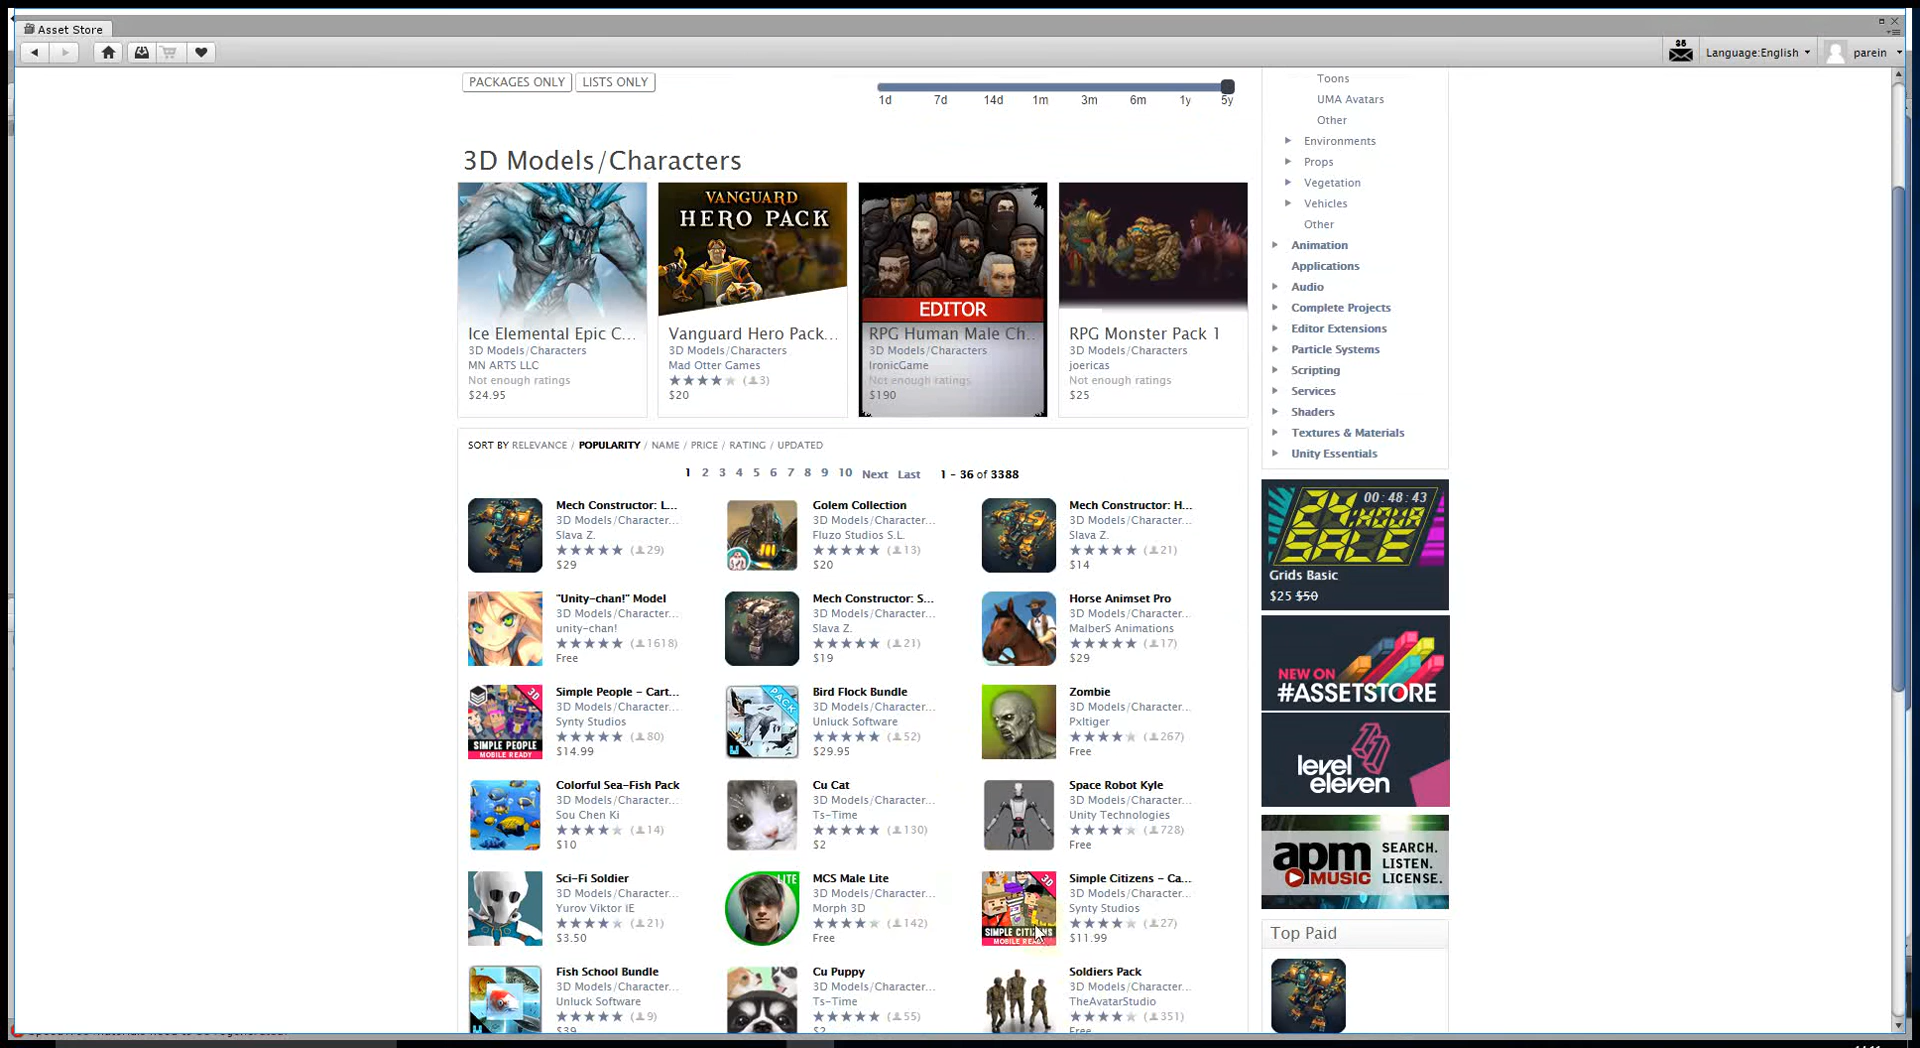 Asset Store
35
Language:English
parein
PACKAGES ONLY
LISTS ONLY
1d 7d 14d 1m 3m 6m 1y 5y
3D Models/Characters
VANGUARD
HERO PACK
EDITOR
Ice Elemental Epic C...
3D Models/Characters
MN ARTS LLC
Not enough ratings
$24.95
Vanguard Hero Pack...
3D Models/Characters
Mad Otter Games
(3)
$20
RPG Human Male Ch...
3D Models/Characters
IronicGame
Not enough ratings
$190
RPG Monster Pack 1
3D Models/Characters
joericas
Not enough ratings
$25
SORT BY RELEVANCE / POPULARITY / NAME / PRICE / RATING / UPDATED
1 2 3 4 5 6 7 8 9 10 Next Last 1 - 36 of 3388
Mech Constructor: L...
3D Models/Character...
Slava Z.
(29)
$29
Golem Collection
3D Models/Character...
Fluzo Studios S.L.
(13)
$20
Mech Constructor: H...
3D Models/Character...
Slava Z.
(21)
$14
"Unity-chan!" Model
3D Models/Character...
unity-chan!
(1618)
Free
Mech Constructor: S...
3D Models/Character...
Slava Z.
(21)
$19
Horse Animset Pro
3D Models/Character...
MalberS Animations
(17)
$29
3D
SIMPLE PEOPLE
MOBILE READY
Simple People - Cart...
3D Models/Character...
Synty Studios
(80)
$14.99
PACK
Bird Flock Bundle
3D Models/Character...
Unluck Software
(52)
$29.95
Zombie
3D Models/Character...
Pxltiger
(267)
Free
Colorful Sea-Fish Pack
3D Models/Character...
Sou Chen Ki
(14)
$10
Cu Cat
3D Models/Character...
Ts-Time
(130)
$2
Space Robot Kyle
3D Models/Character...
Unity Technologies
(728)
Free
Sci-Fi Soldier
3D Models/Character...
Yurov Viktor IE
(21)
$3.50
LITE
MCS Male Lite
3D Models/Character...
Morph 3D
(142)
Free
3D
Simple Citizens - Ca...
3D Models/Character...
Synty Studios
(27)
$11.99
Fish School Bundle
3D Models/Character...
Unluck Software
(9)
$39
Cu Puppy
3D Models/Character...
Ts-Time
(55)
$2
Soldiers Pack
3D Models/Character...
TheAvatarStudio
(351)
Free
Toons
UMA Avatars
Other
Environments
Props
Vegetation
Vehicles
Other
Animation
Applications
Audio
Complete Projects
Editor Extensions
Particle Systems
Scripting
Services
Shaders
Textures & Materials
Unity Essentials
00:48:43
24 HOUR
SALE
Grids Basic
$25 $50
NEW ON
#ASSETSTORE
level
eleven
apm
MUSIC
SEARCH.
LISTEN.
LICENSE.
Top Paid